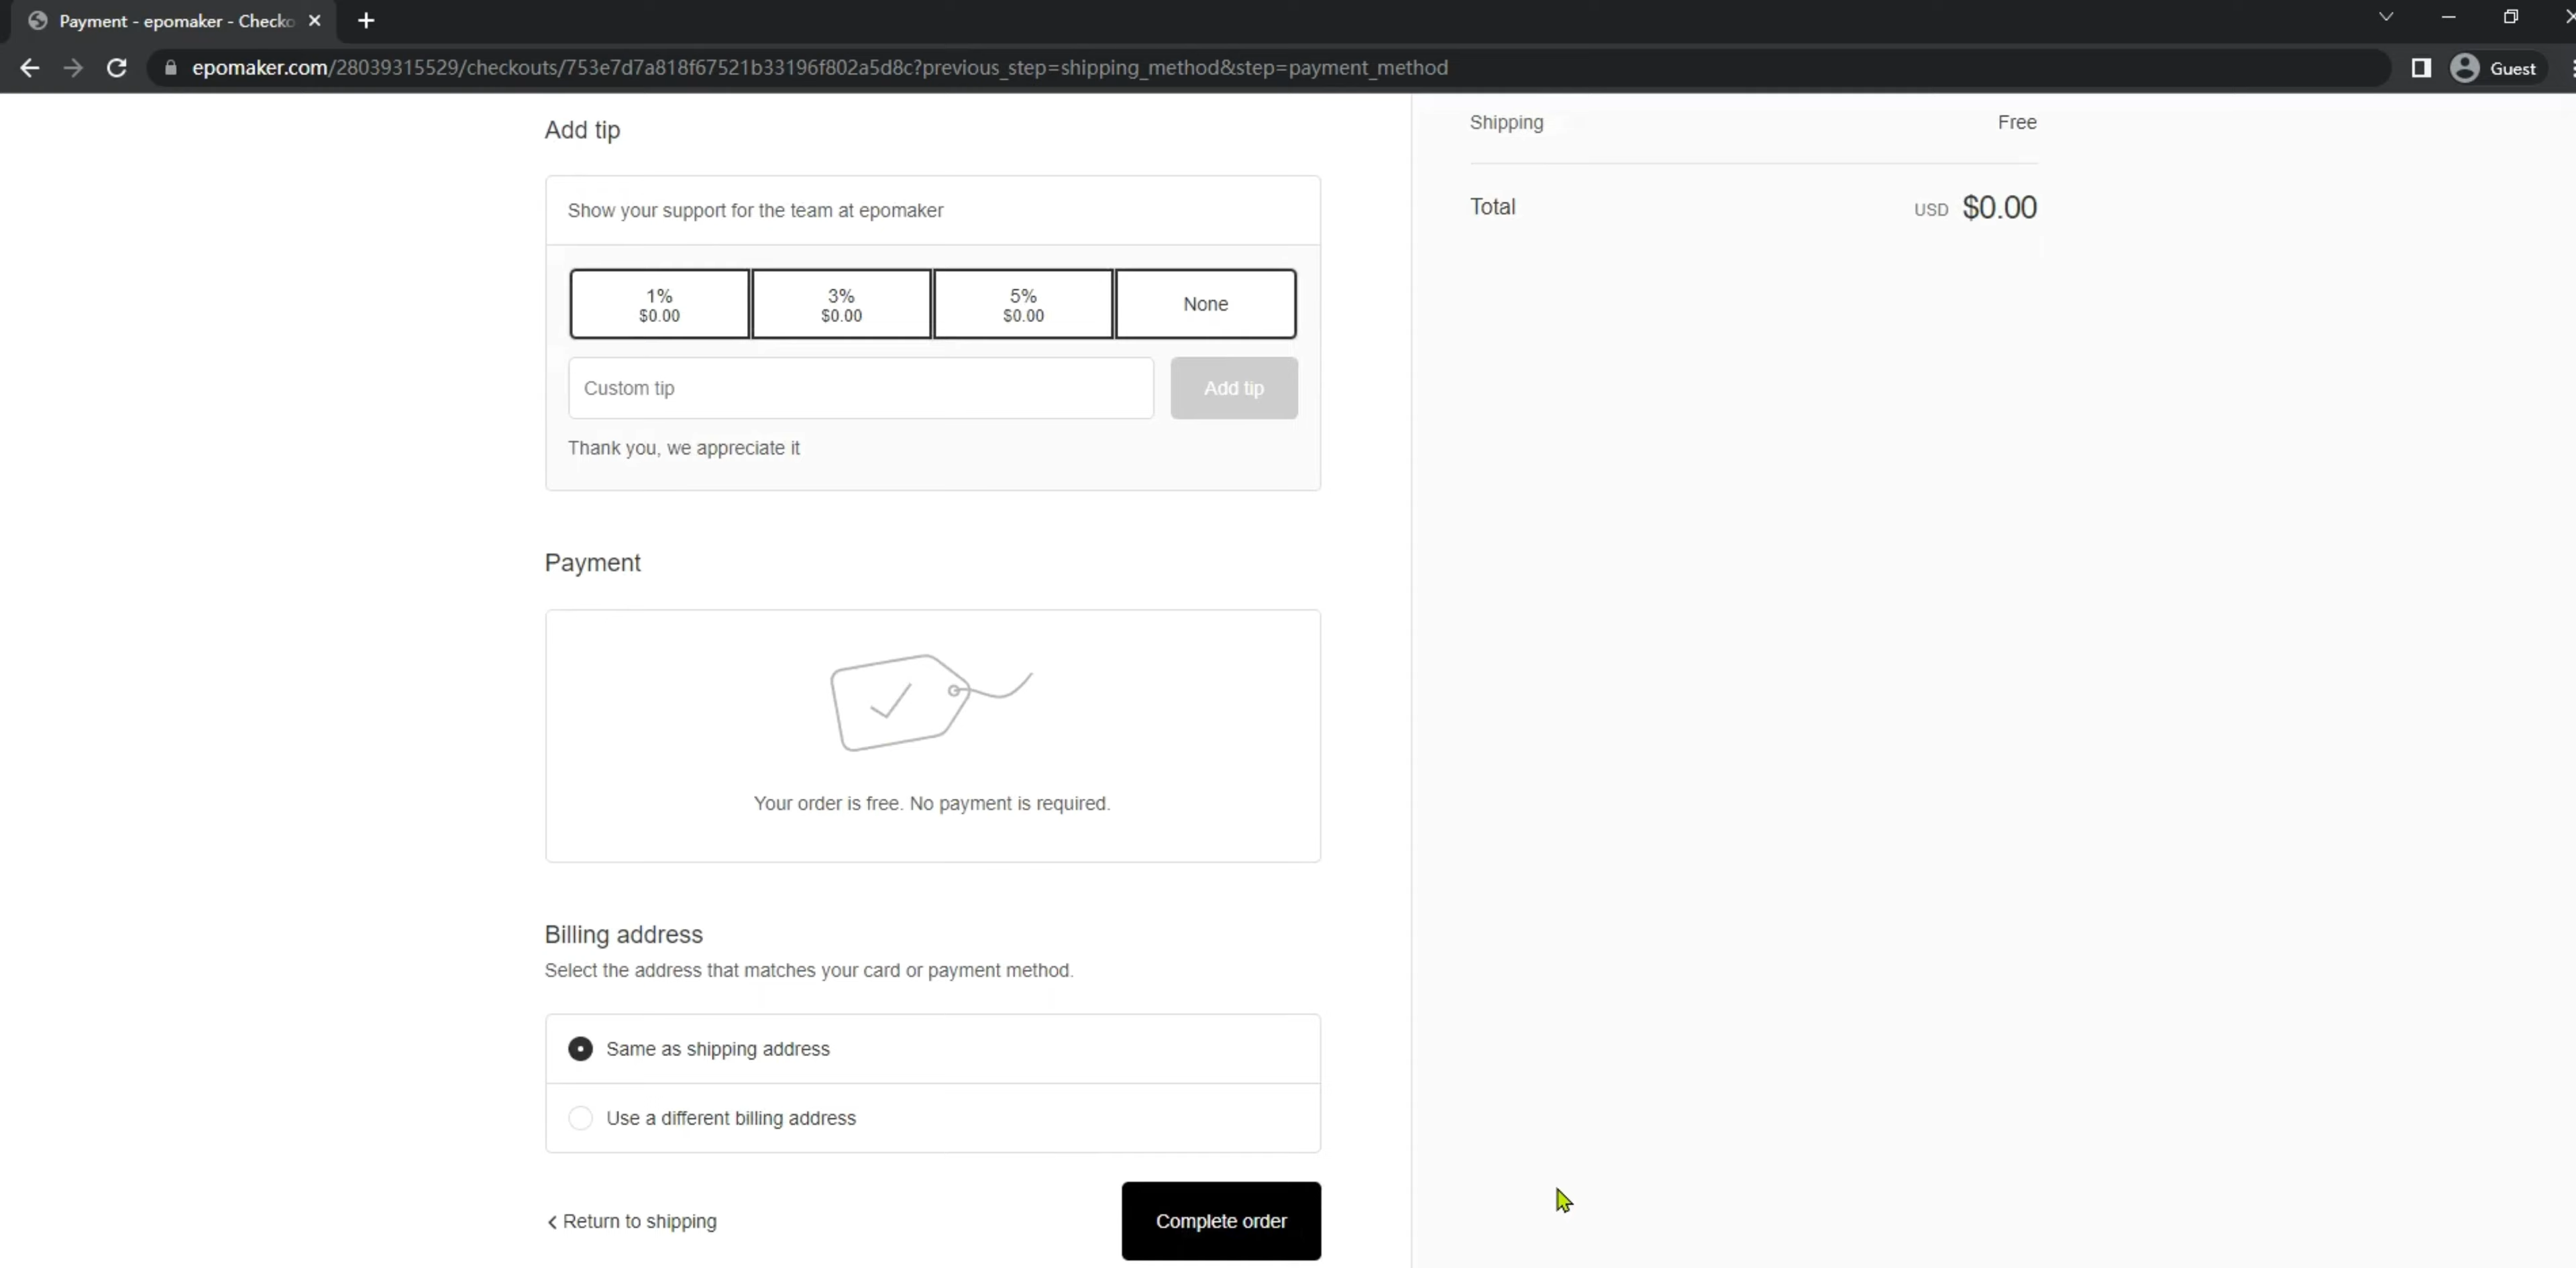 Payment - epomaker - Checko
epomaker.com/28039315529/checkouts/753e7d7a818f67521b33196f802a5d8c?previous_step=shipping_method&step=payment_method
Guest
Add tip
Show your support for the team at epomaker
1%
$0.00
3%
$0.00
5%
$0.00
None
Custom tip
Add tip
Thank you, we appreciate it
Payment
Your order is free. No payment is required.
Billing address
Select the address that matches your card or payment method.
Same as shipping address
Use a different billing address
Return to shipping
Complete order
Shipping Free
Total USD $0.00